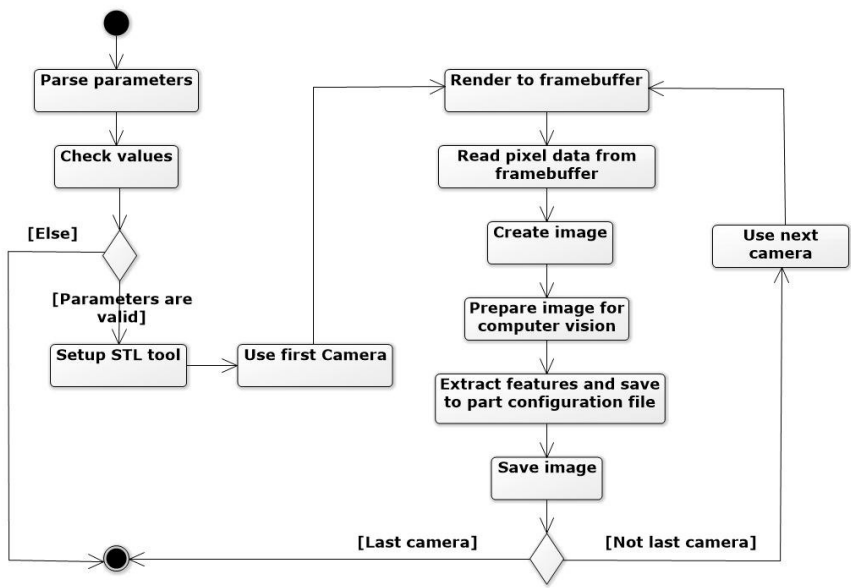 Parse parameters
Check values
[Else]
[Parameters are
valid]
Setup STL tool
Use first Camera
Render to framebuffer
Read pixel data from
framebuffer
Create image
Prepare image for
computer vision
Extract features and save
to part configuration file
Save image
[Last camera]
[Not last camera]
Use next
camera